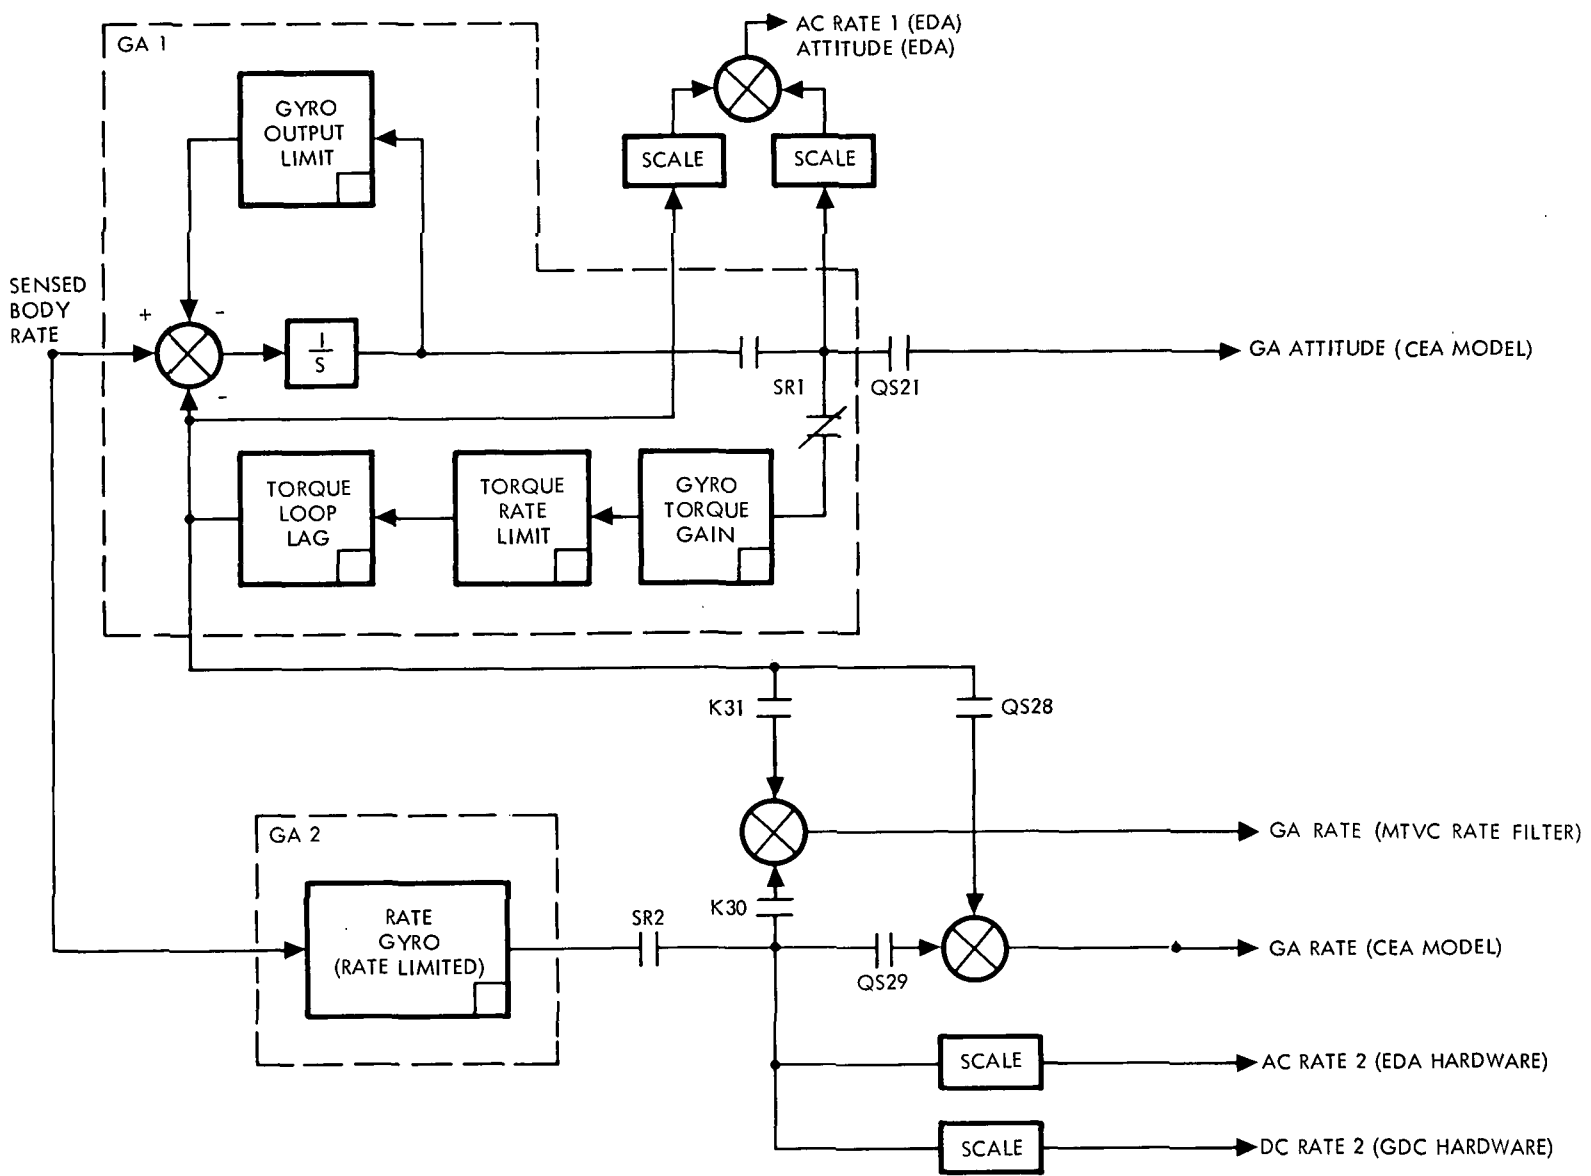 GA 1
AC RATE 1 (EDA)
ATTITUDE (EDA)
GYRO
OUTPUT
LIMIT
SCALE
SCALE
SENSED
BODY
RATE
+
-
1
S
-
SR1
QS21
GA ATTITUDE (CEA MODEL)
TORQUE
LOOP
LAG
TORQUE
RATE
LIMIT
GYRO
TORQUE
GAIN
K31
QS28
GA RATE (MTVC RATE FILTER)
GA 2
RATE
GYRO
(RATE LIMITED)
SR2
K30
QS29
GA RATE (CEA MODEL)
SCALE
AC RATE 2 (EDA HARDWARE)
SCALE
DC RATE 2 (GDC HARDWARE)